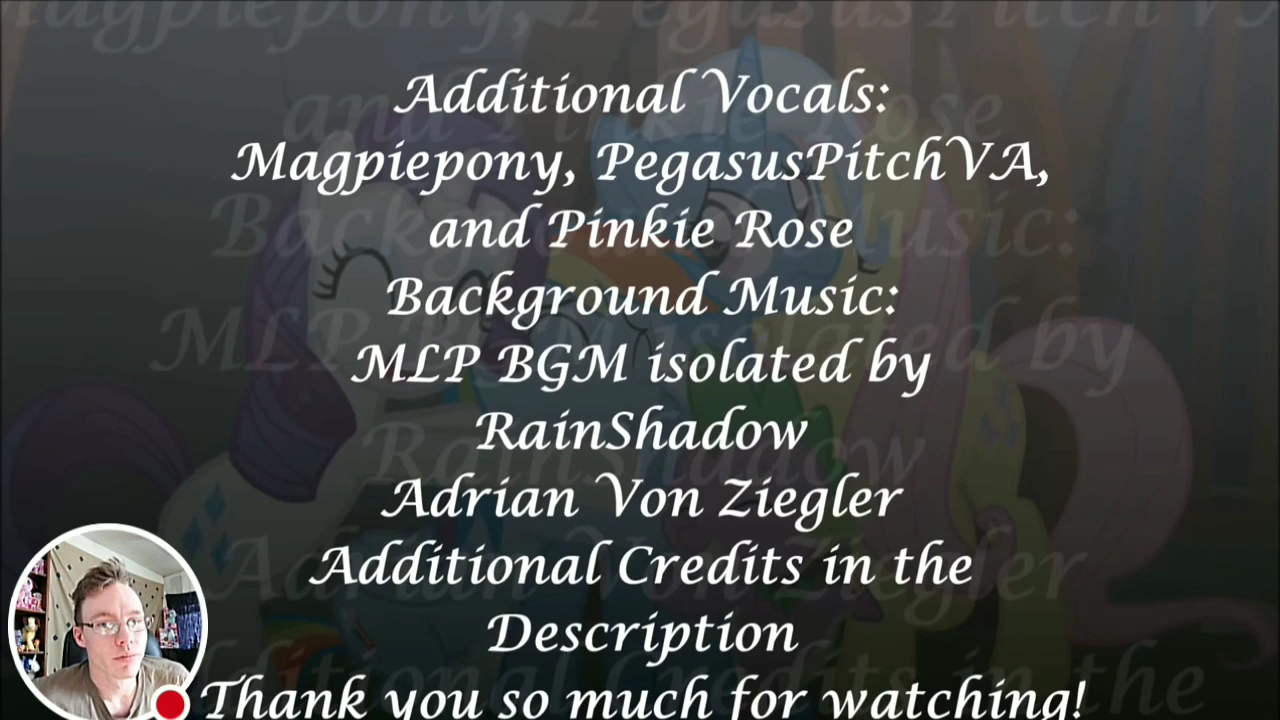 Additional Vocals:
Magpiepony, PegasusPitchVA,
and Pinkie Rose
Background Music:
MLP BGM isolated by
RainShadow
Adrian Von Ziegler
Additional Credits in the
Description
Thank you so much for watching!